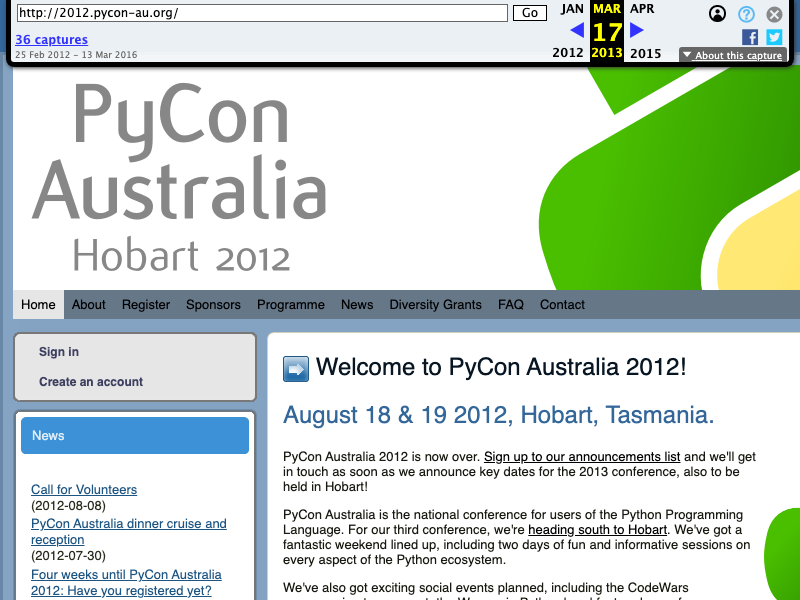 http://2012.pycon-au.org/
Go
JAN MAR APR
36 captures
17
25 Feb 2012 – 13 Mar 2016
2012 2013 2015
About this capture
PyCon
Australia
Hobart 2012
Home About Register Sponsors Programme News Diversity Grants FAQ Contact
Sign in
Create an account
News
Call for Volunteers
(2012-08-08)
PyCon Australia dinner cruise and
reception
(2012-07-30)
Four weeks until PyCon Australia
2012: Have you registered yet?
Welcome to PyCon Australia 2012!
August 18 & 19 2012, Hobart, Tasmania.
PyCon Australia 2012 is now over. Sign up to our announcements list and we'll get
in touch as soon as we announce key dates for the 2013 conference, also to be
held in Hobart!
PyCon Australia is the national conference for users of the Python Programming
Language. For our third conference, we're heading south to Hobart. We've got a
fantastic weekend lined up, including two days of fun and informative sessions on
every aspect of the Python ecosystem.
We've also got exciting social events planned, including the CodeWars